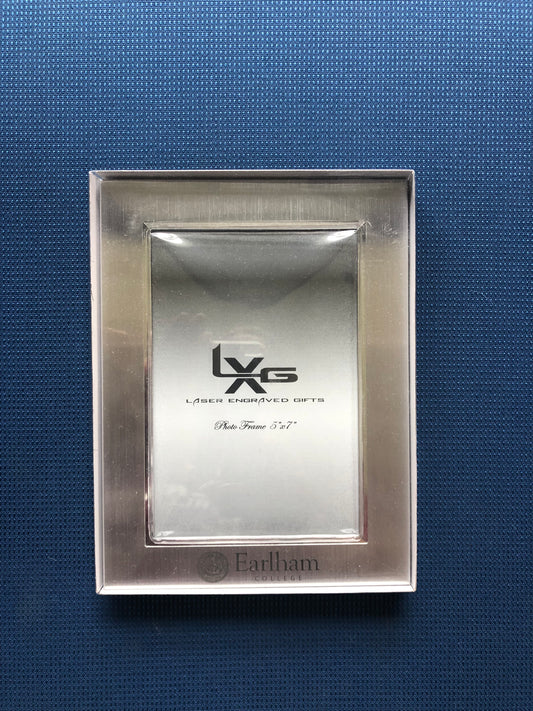 LXG
LASER ENGRAVED GIFTS
Photo Frame 5"x7"
Earlham
COLLEGE